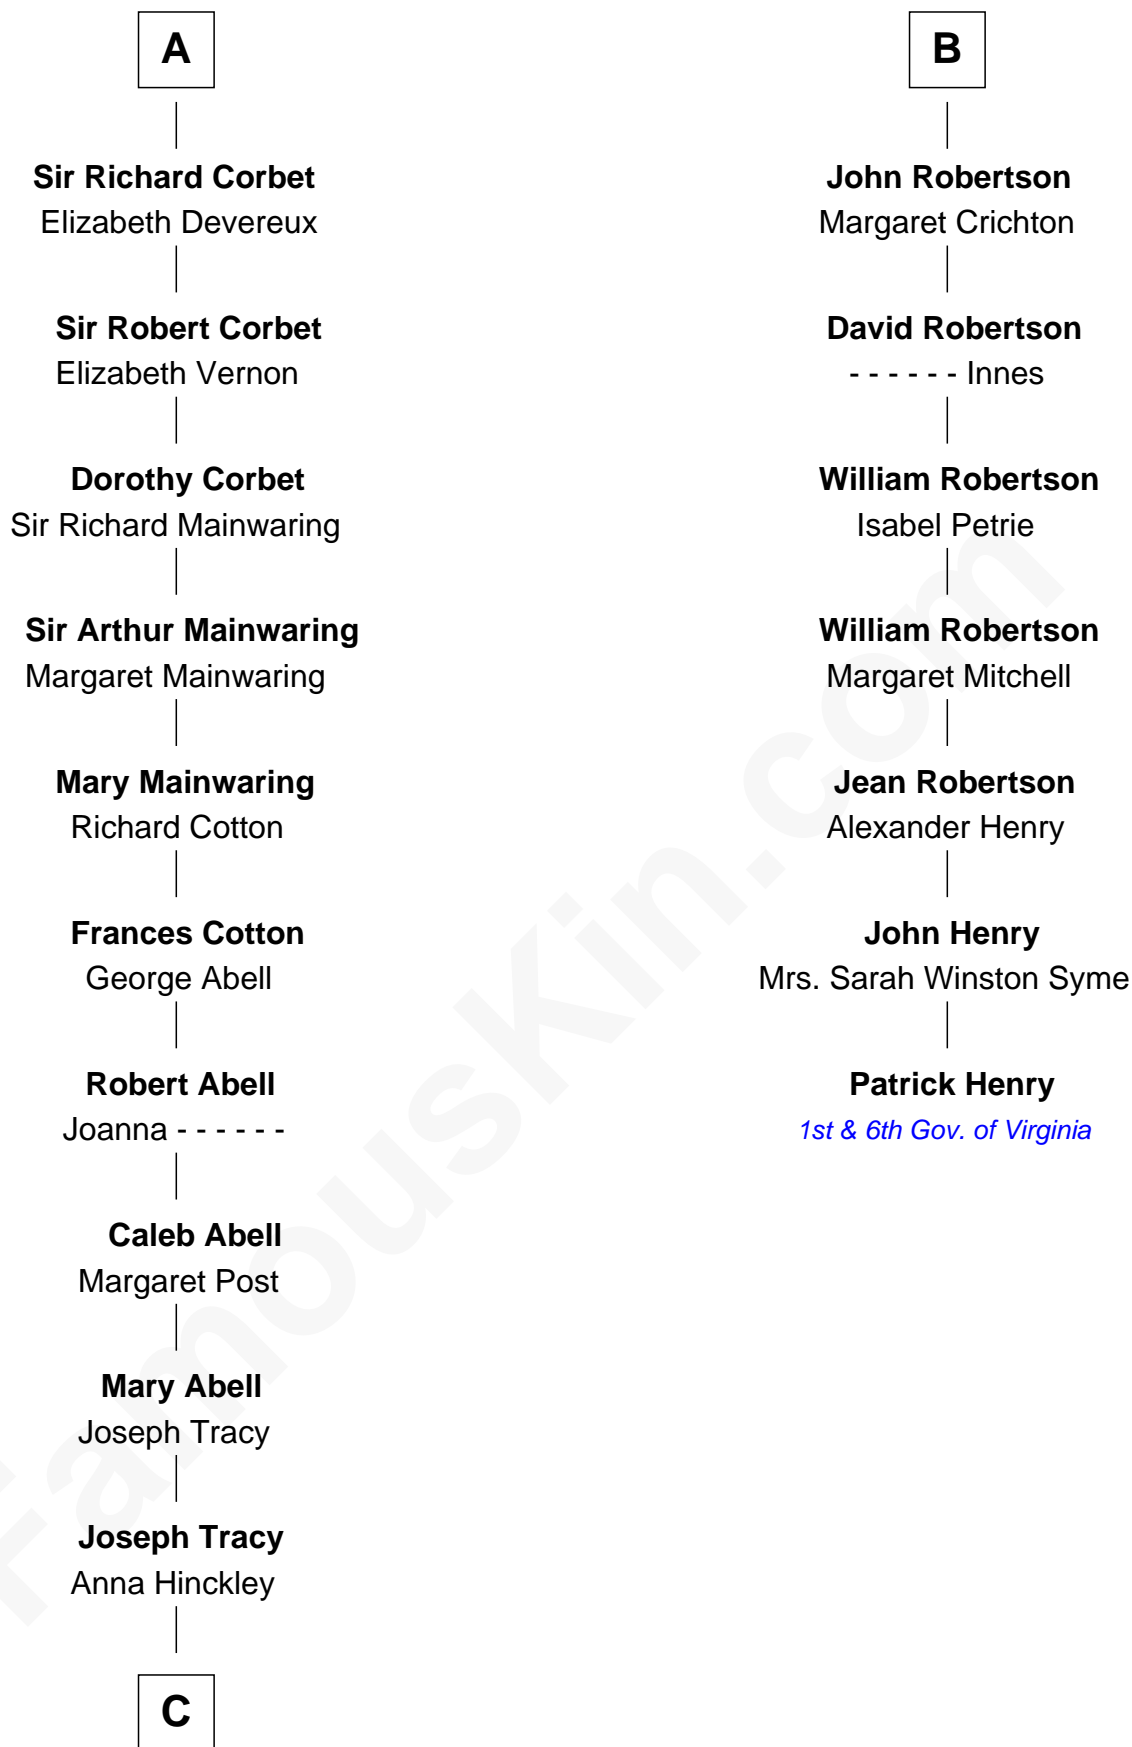 A
Sir Richard Corbet
Elizabeth Devereux
Sir Robert Corbet
Elizabeth Vernon
Dorothy Corbet
Sir Richard Mainwaring
Sir Arthur Mainwaring
Margaret Mainwaring
Mary Mainwaring
Richard Cotton
Frances Cotton
George Abell
Robert Abell
Joanna - - - - - -
Caleb Abell
Margaret Post
Mary Abell
Joseph Tracy
Joseph Tracy
Anna Hinckley
C
B
John Robertson
Margaret Crichton
David Robertson
- - - - - - Innes
William Robertson
Isabel Petrie
William Robertson
Margaret Mitchell
Jean Robertson
Alexander Henry
John Henry
Mrs. Sarah Winston Syme
Patrick Henry
1st & 6th Gov. of Virginia
FamousKin.com